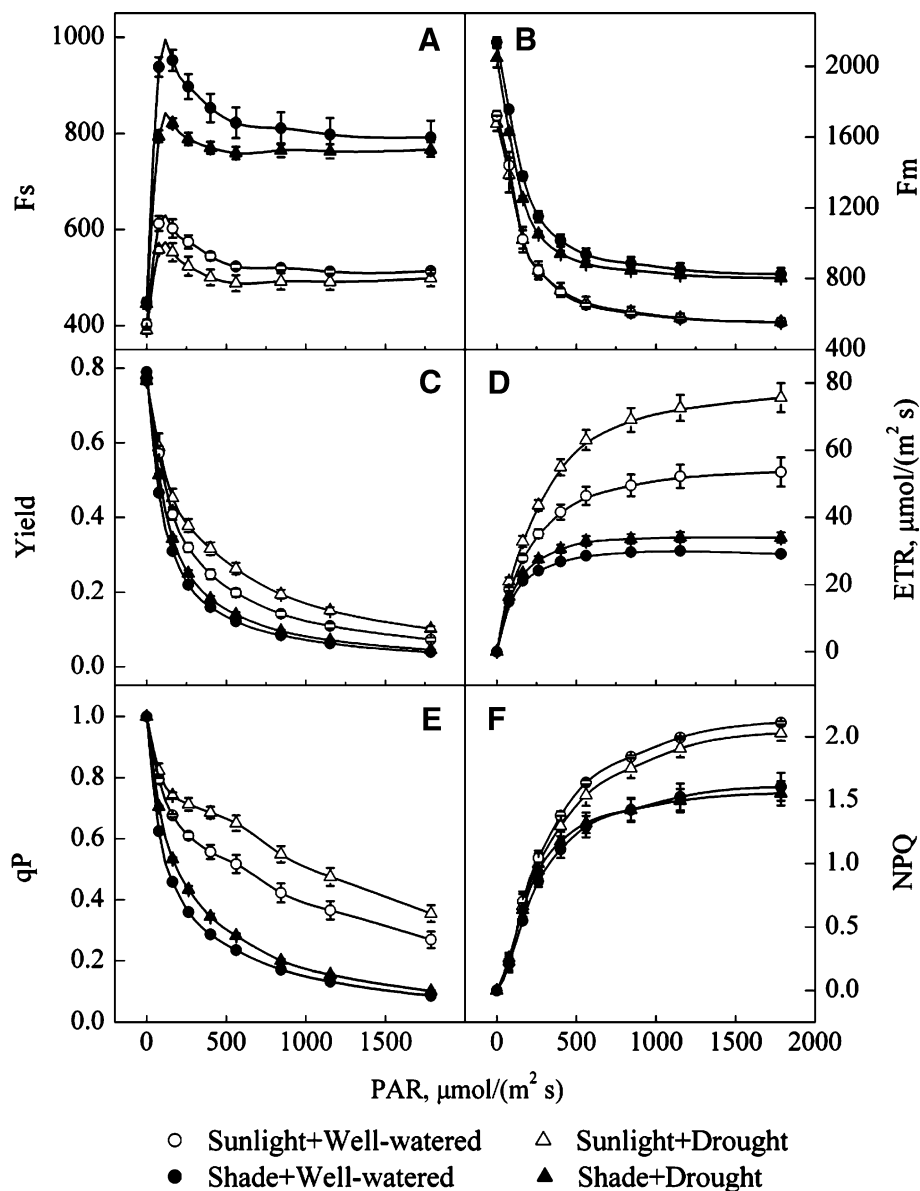 A
B
Fs
1000
800
600
400
Fm
2000
1600
1200
800
400
C
D
Yield
0.8
0.6
0.4
0.2
0.0
ETR, μmol/(m² s)
80
60
40
20
0
E
F
qP
1.0
0.8
0.6
0.4
0.2
0.0
NPQ
2.0
1.5
1.0
0.5
0.0
0 500 1000 1500 0 500 1000 1500 2000
PAR, μmol/(m² s)
Sunlight+Well-watered Sunlight+Drought
Shade+Well-watered Shade+Drought